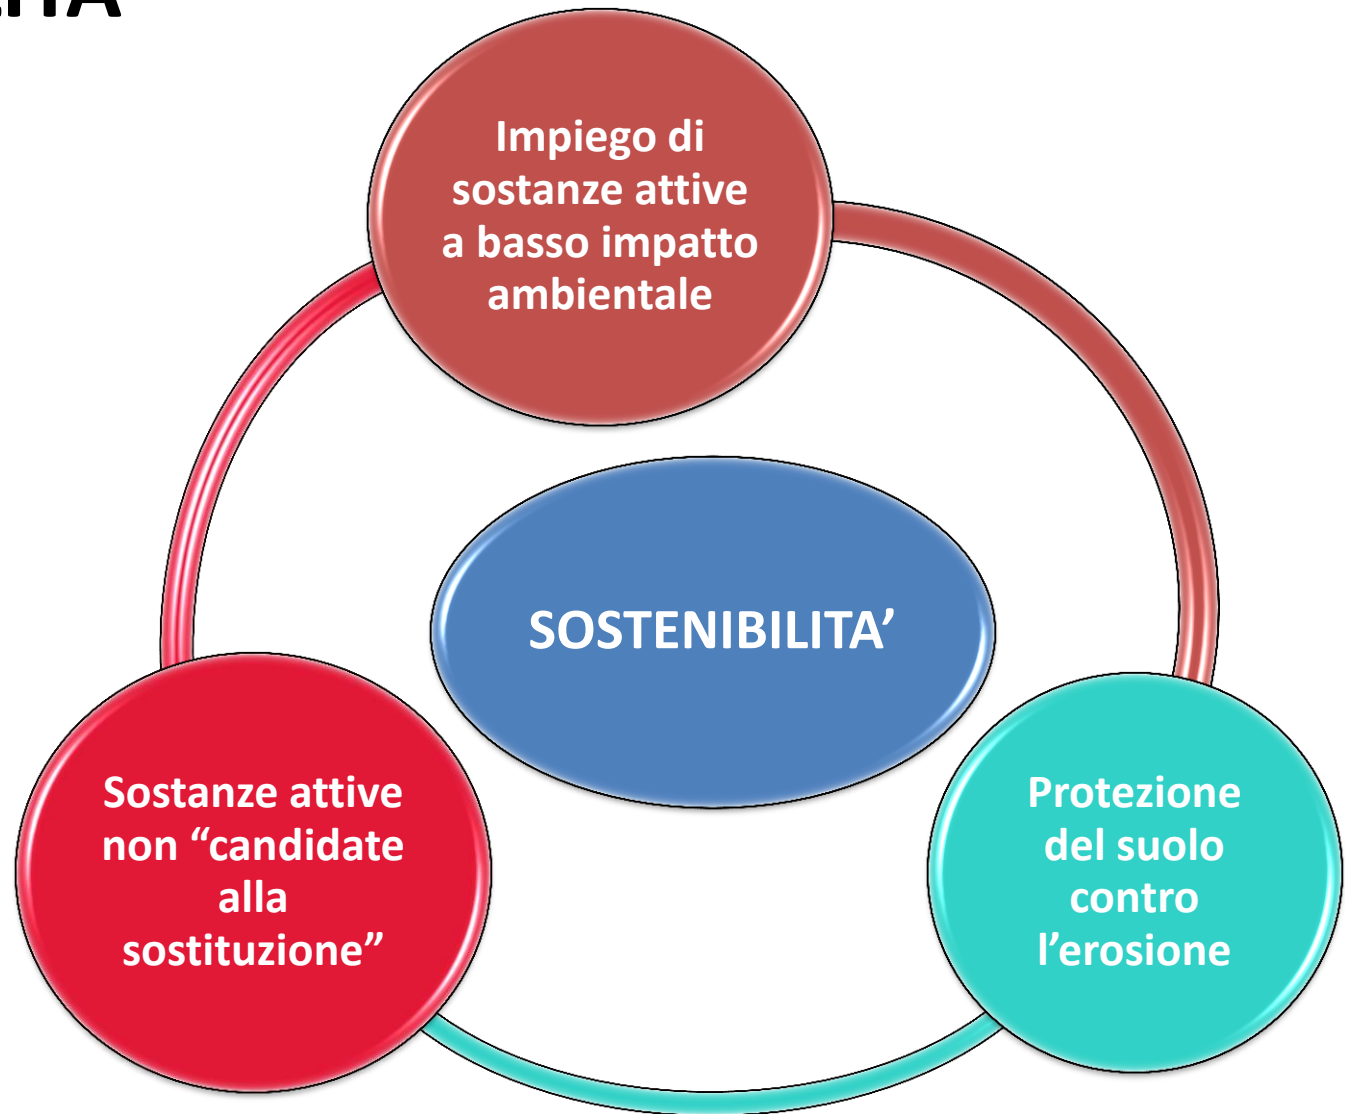 Impiego di
sostanze attive
a basso impatto
ambientale
SOSTENIBILITA’
Sostanze attive
non “candidate
alla
sostituzione”
Protezione
del suolo
contro
l’erosione